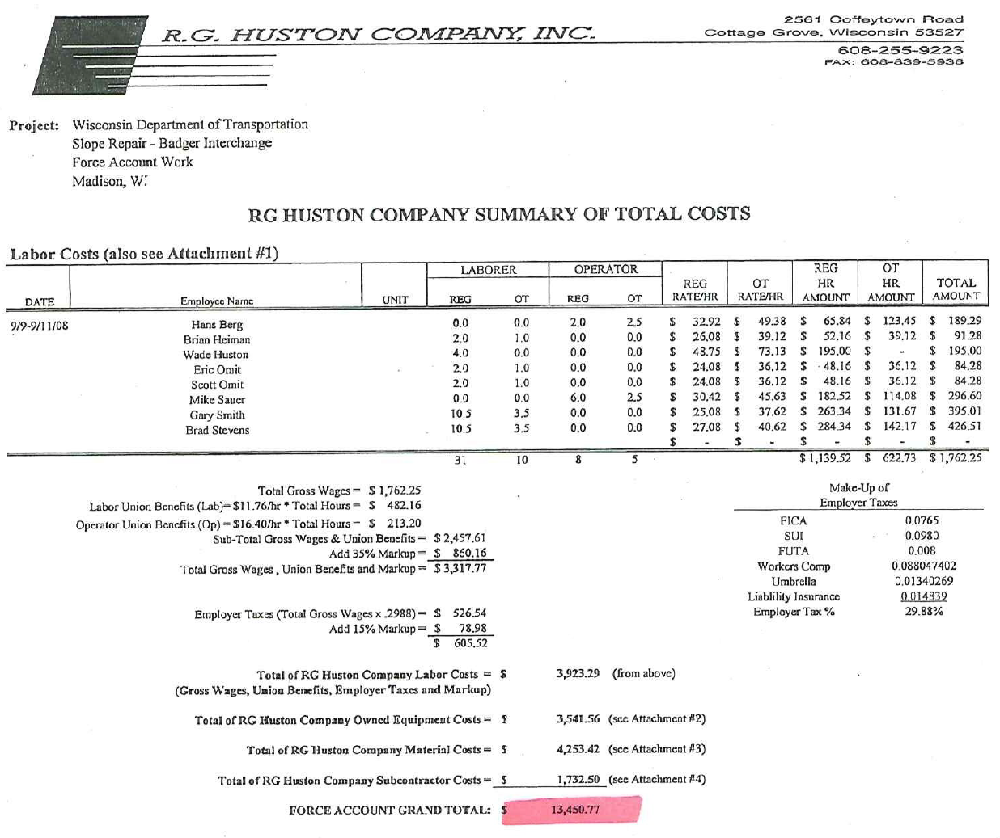 R.G. HUSTON COMPANY, INC.
2561 Coffeytown Road
Cottage Grove, Wisconsin 53527
608-255-9223
FAX: 608-839-5936
Project: Wisconsin Department of Transportation
Slope Repair - Badger Interchange
Force Account Work
Madison, WI
RG HUSTON COMPANY SUMMARY OF TOTAL COSTS
Labor Costs (also see Attachment #1)
DATE Employee Name UNIT LABORER REG OT OPERATOR REG OT REG RATE/HR OT RATE/HR REG HR AMOUNT OT HR AMOUNT TOTAL AMOUNT
9/9-9/11/08 Hans Berg 0.0 0.0 2.0 2.5 $ 32.92 $ 49.38 $ 65.84 $ 123.45 $ 189.29
Brian Heiman 2.0 1.0 0.0 0.0 $ 26.08 $ 39.12 $ 52.16 $ 39.12 $ 91.28
Wade Huston 4.0 0.0 0.0 0.0 $ 48.75 $ 73.13 $ 195.00 $ - $ 195.00
Eric Omit 2.0 1.0 0.0 0.0 $ 24.08 $ 36.12 $ 48.16 $ 36.12 $ 84.28
Scott Omit 2.0 1.0 0.0 0.0 $ 24.08 $ 36.12 $ 48.16 $ 36.12 $ 84.28
Mike Sauer 0.0 0.0 6.0 2.5 $ 30.42 $ 45.63 $ 182.52 $ 114.08 $ 296.60
Gary Smith 10.5 3.5 0.0 0.0 $ 25.08 $ 37.62 $ 263.34 $ 131.67 $ 395.01
Brad Stevens 10.5 3.5 0.0 0.0 $ 27.08 $ 40.62 $ 284.34 $ 142.17 $ 426.51
$ - $ - $ - $ - $ -
31 10 8 5 $ 1,139.52 $ 622.73 $ 1,762.25
Total Gross Wages = $ 1,762.25
Labor Union Benefits (Lab)= $11.76/hr * Total Hours = $ 482.16
Operator Union Benefits (Op) = $16.40/hr * Total Hours = $ 213.20
Sub-Total Gross Wages & Union Benefits = $ 2,457.61
Add 35% Markup = $ 860.16
Total Gross Wages , Union Benefits and Markup = $ 3,317.77
Employer Taxes (Total Gross Wages x .2988) = $ 526.54
Add 15% Markup = $ 78.98
$ 605.52
Make-Up of
Employer Taxes
FICA 0.0765
SUI 0.0980
FUTA 0.008
Workers Comp 0.088047402
Umbrella 0.01340269
Liablility Insurance 0.014839
Employer Tax % 29.88%
Total of RG Huston Company Labor Costs = $ 3,923.29 (from above)
(Gross Wages, Union Benefits, Employer Taxes and Markup)
Total of RG Huston Company Owned Equipment Costs = $ 3,541.56 (see Attachment #2)
Total of RG Huston Company Material Costs = $ 4,253.42 (see Attachment #3)
Total of RG Huston Company Subcontractor Costs = $ 1,732.50 (see Attachment #4)
FORCE ACCOUNT GRAND TOTAL: $ 13,450.77